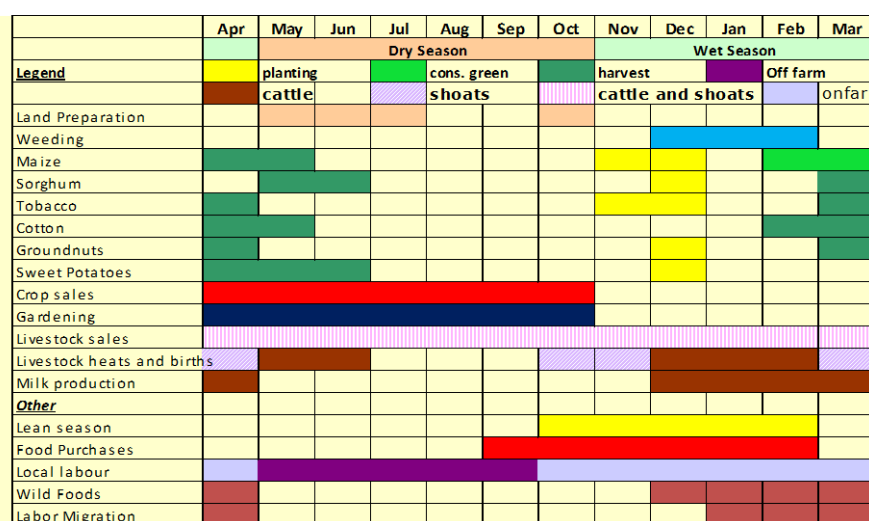 Apr May Jun Jul Aug Sep Oct Nov Dec Jan Feb Mar
Dry Season Wet Season
Legend planting cons. green harvest Off farm
cattle shoats cattle and shoats onfar
Land Preparation
Weeding
Maize
Sorghum
Tobacco
Cotton
Groundnuts
Sweet Potatoes
Crop sales
Gardening
Livestock sales
Livestock heats and births
Milk production
Other
Lean season
Food Purchases
Local labour
Wild Foods
Labor Migration